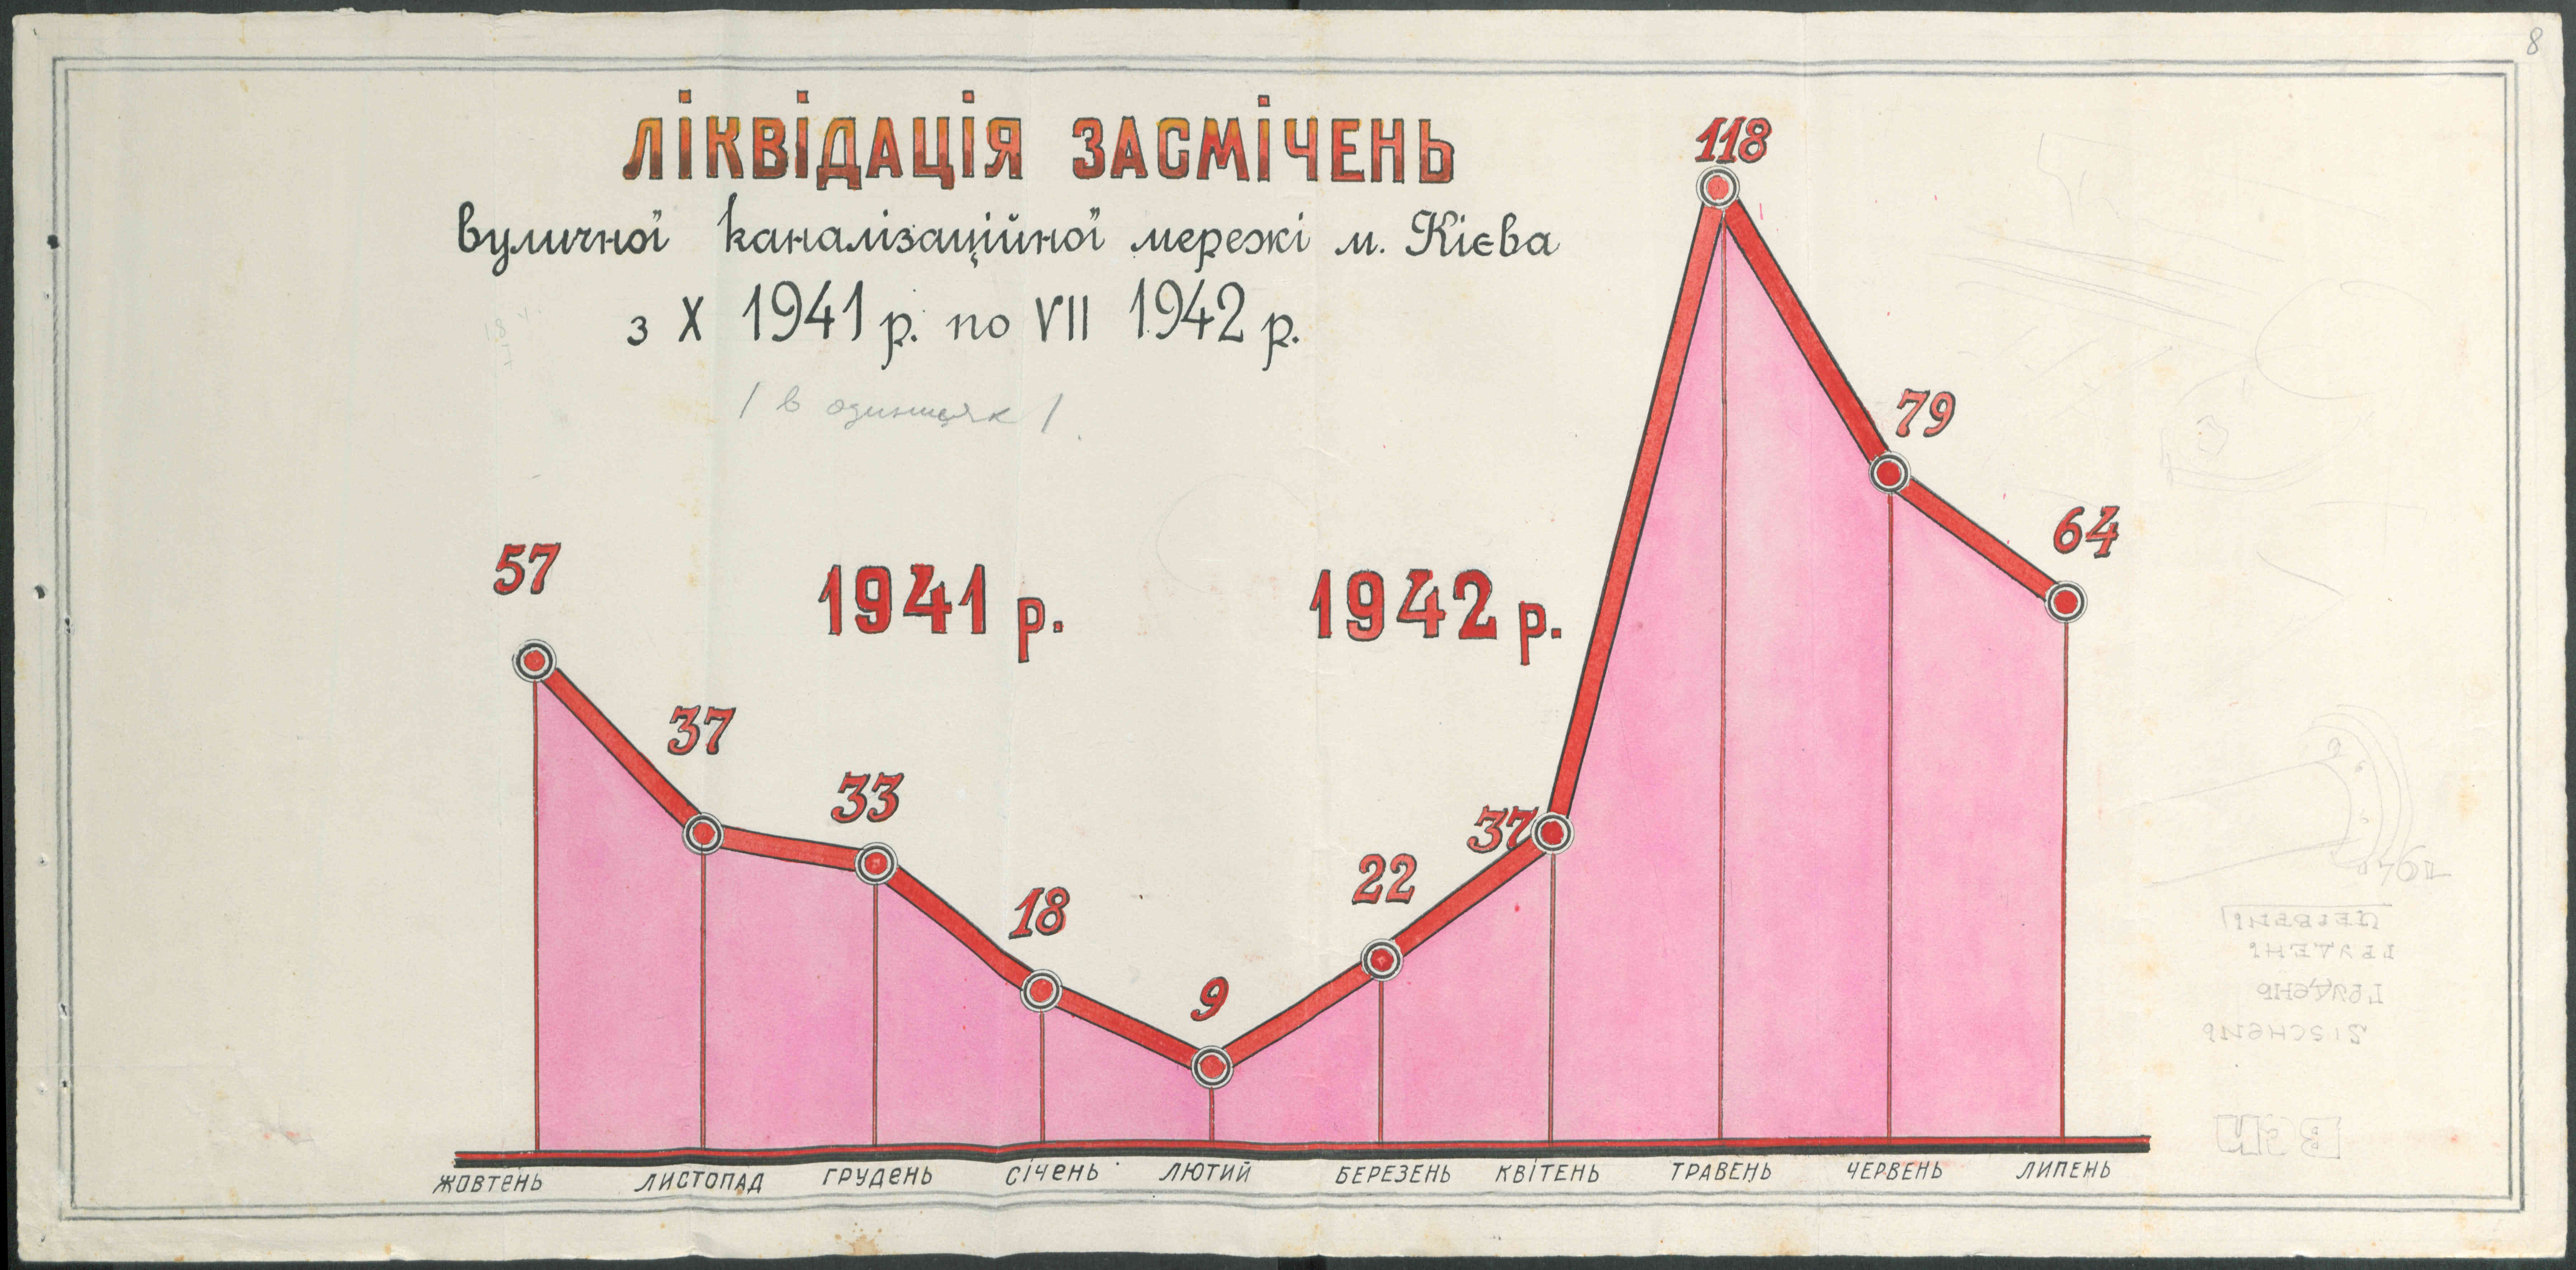 8
ЛІКВІДАЦІЯ ЗАСМІЧЕНЬ
вуличної каналізаційної мережі м. Кієва
з X 1941 р. по VII 1942 р.
/ в одиницях /
118
79
64
57
1941 р.
1942 р.
37
33
18
9
22
37
ЖОВТЕНЬ ЛИСТОПАД ГРУДЕНЬ СІЧЕНЬ ЛЮТИЙ БЕРЕЗЕНЬ КВІТЕНЬ ТРАВЕНЬ ЧЕРВЕНЬ ЛИПЕНЬ